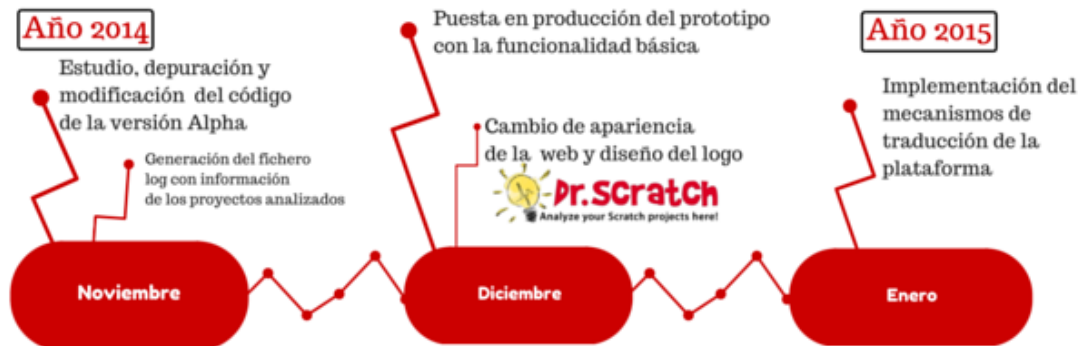 Año 2014
Estudio, depuración y
modificación del código
de la versión Alpha
Generación del fichero
log con información
de los proyectos analizados
Noviembre
Puesta en producción del prototipo
con la funcionalidad básica
Cambio de apariencia
de la web y diseño del logo
Dr.Scratch
Analyze your Scratch projects here!
Diciembre
Año 2015
Implementación del
mecanismos de
traducción de la
plataforma
Enero